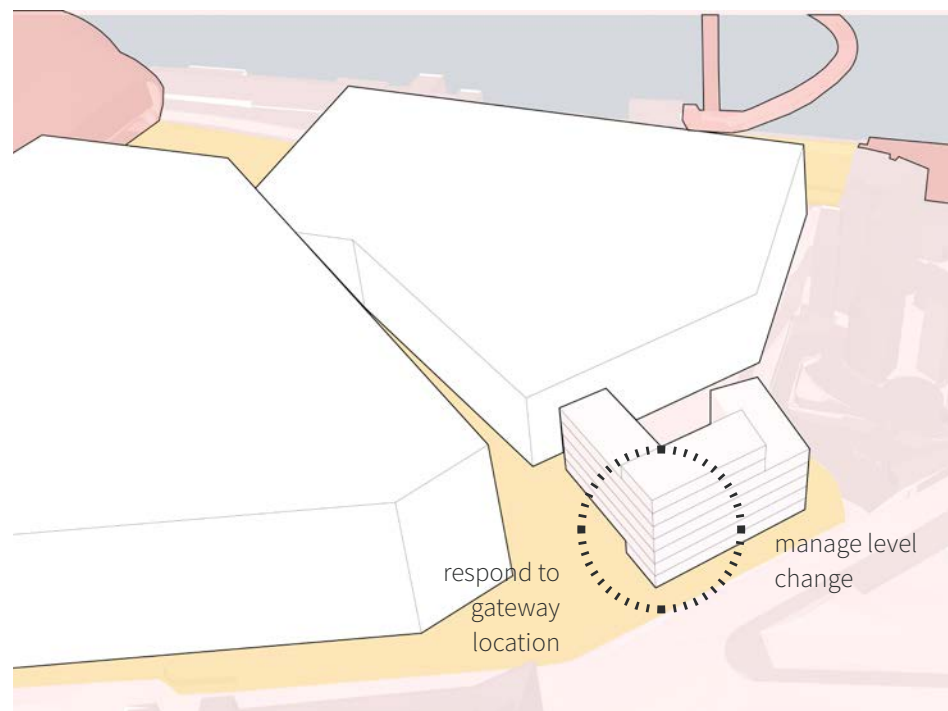 respond to
gateway
location
manage level
change